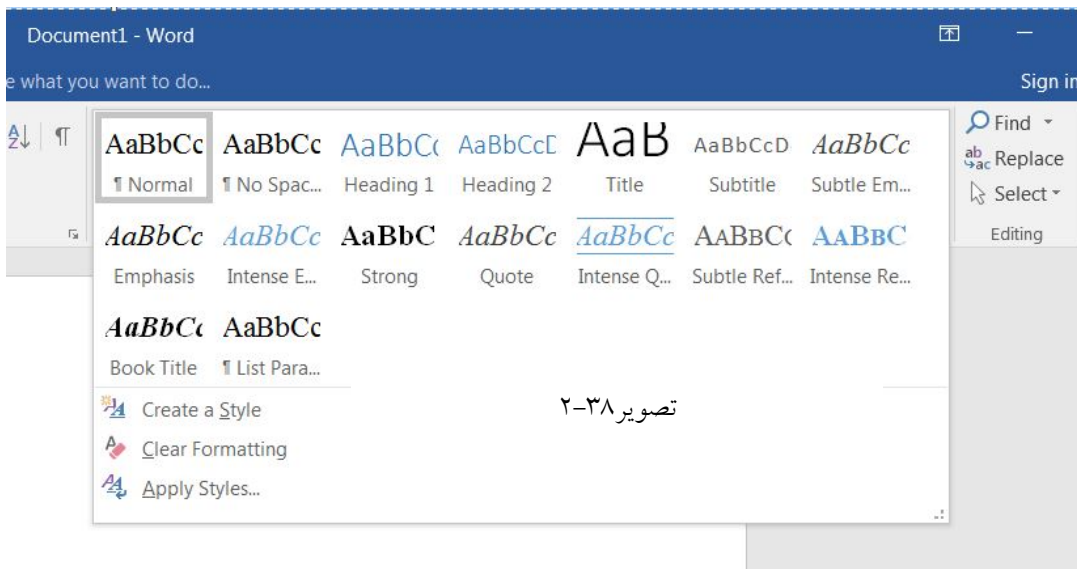 Document1 - Word
e what you want to do...
Sign in
AaBbCc AaBbCc AaBbC AaBbCc AaB AaBbCcD AaBbCc
¶ Normal ¶ No Spac... Heading 1 Heading 2 Title Subtitle Subtle Em...
AaBbCc AaBbCc AaBbC AaBbCc AaBbCc AaBbC AaBbC
Emphasis Intense E... Strong Quote Intense Q... Subtle Ref... Intense Re...
AaBbC AaBbCc
Book Title ¶ List Para...
Create a Style
Clear Formatting
Apply Styles...
تصویر۳۸-۲
Find
Replace
Select
Editing